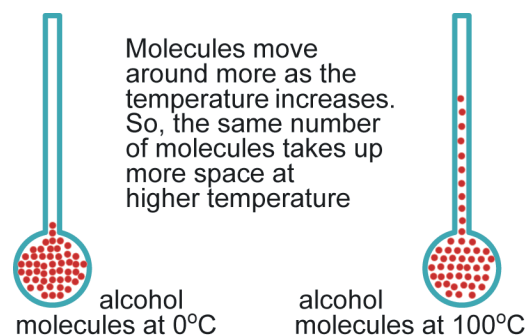 Molecules move
around more as the
temperature increases.
So, the same number
of molecules takes up
more space at
higher temperature
alcohol
molecules at 0°C
alcohol
molecules at 100°C